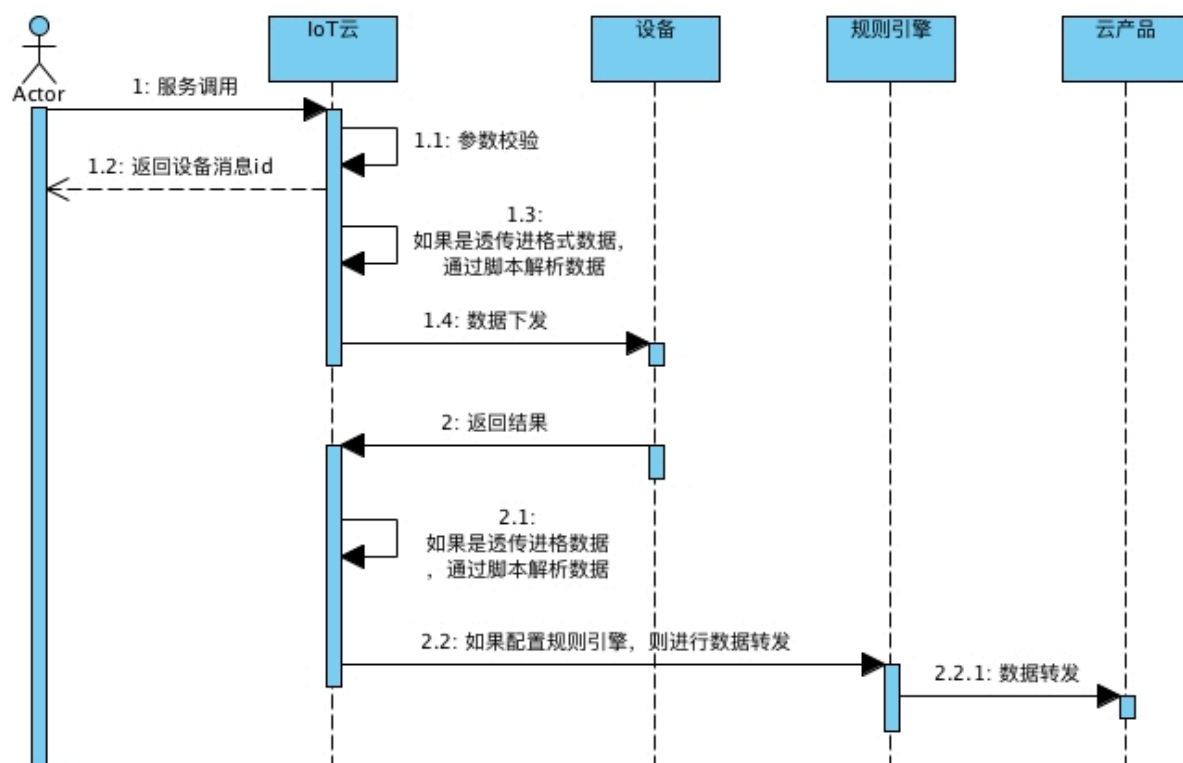 IoT云
设备
规则引擎
云产品
Actor
1: 服务调用
1.1: 参数校验
1.2: 返回设备消息id
1.3:
如果是透传进格式数据，
通过脚本解析数据
1.4: 数据下发
2: 返回结果
2.1:
如果是透传进格数据
，通过脚本解析数据
2.2: 如果配置规则引擎，则进行数据转发
2.2.1: 数据转发